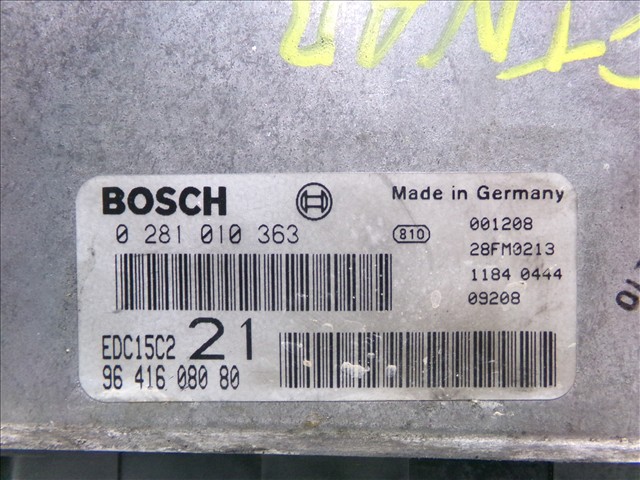 BOSCH
Made in Germany
0 281 010 363
810
001208
28FM0213
1184 0444
09208
EDC15C2 21
96 416 080 80